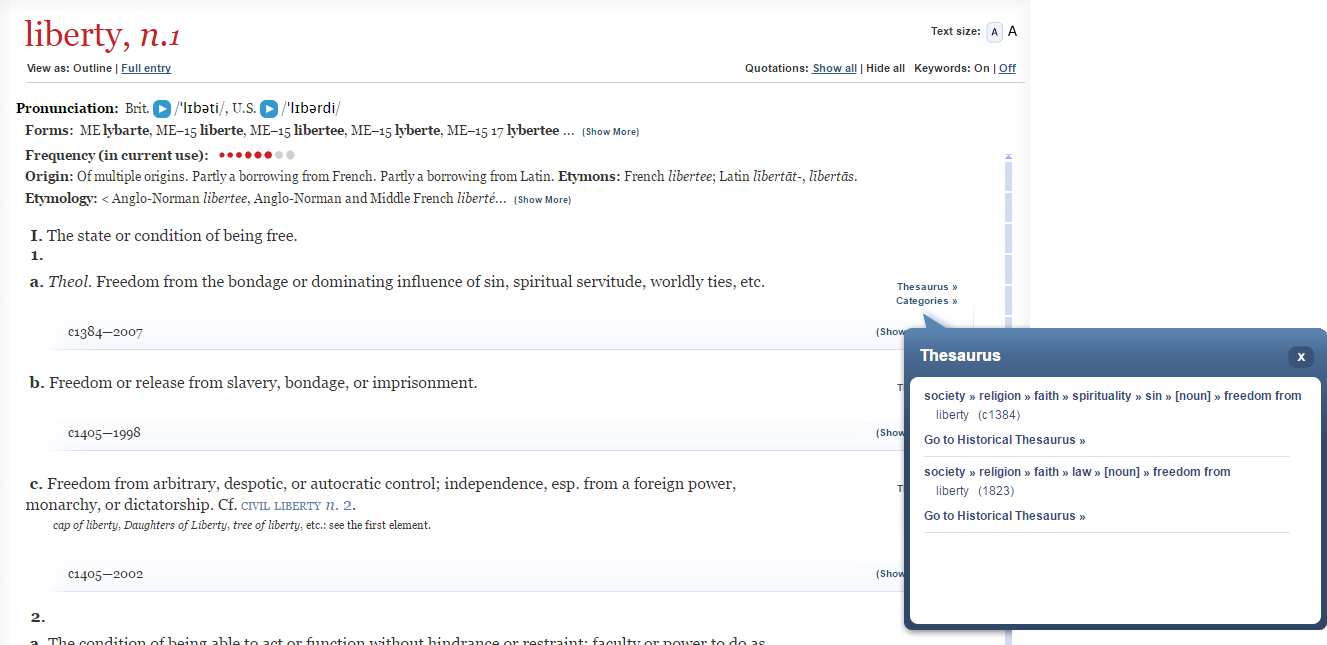 liberty, n.1
Text size: A A
View as: Outline | Full entry
Quotations: Show all | Hide all Keywords: On | Off
Pronunciation: Brit. /ˈlɪbəti/, U.S. /ˈlɪbərdi/
Forms: ME lybarte, ME–15 liberte, ME–15 libertee, ME–15 lyberte, ME–15 17 lybertee ... (Show More)
Frequency (in current use):
Origin: Of multiple origins. Partly a borrowing from French. Partly a borrowing from Latin. Etymons: French libertee; Latin lībertāt-, lībertās.
Etymology: < Anglo-Norman libertee, Anglo-Norman and Middle French liberté... (Show More)
I. The state or condition of being free.
1.
a. Theol. Freedom from the bondage or dominating influence of sin, spiritual servitude, worldly ties, etc.
Thesaurus »
Categories »
c1384—2007
(Show
b. Freedom or release from slavery, bondage, or imprisonment.
c1405—1998
(Show
c. Freedom from arbitrary, despotic, or autocratic control; independence, esp. from a foreign power,
monarchy, or dictatorship. Cf. CIVIL LIBERTY n. 2.
cap of liberty, Daughters of Liberty, tree of liberty, etc.: see the first element.
c1405—2002
(Show
2.
a. The condition of being able to act or function without hindrance or restraint; faculty or power to do as
Thesaurus
x
society » religion » faith » spirituality » sin » [noun] » freedom from
liberty (c1384)
Go to Historical Thesaurus »
society » religion » faith » law » [noun] » freedom from
liberty (1823)
Go to Historical Thesaurus »